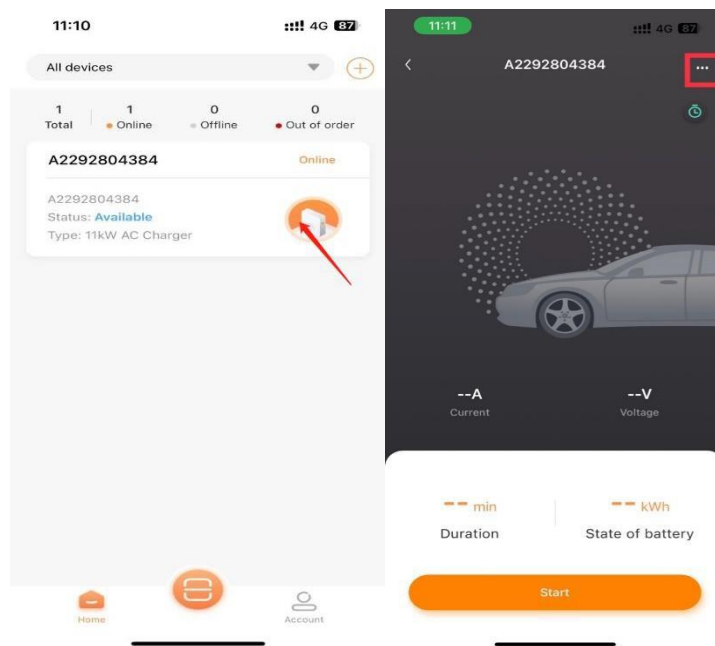 11:10
4G 87
All devices
1 1 0 0
Total Online Offline Out of order
A2292804384 Online
A2292804384
Status: Available
Type: 11kW AC Charger
Home Account
11:11
4G 87
A2292804384
--A --V
Current Voltage
-- min -- kWh
Duration State of battery
Start